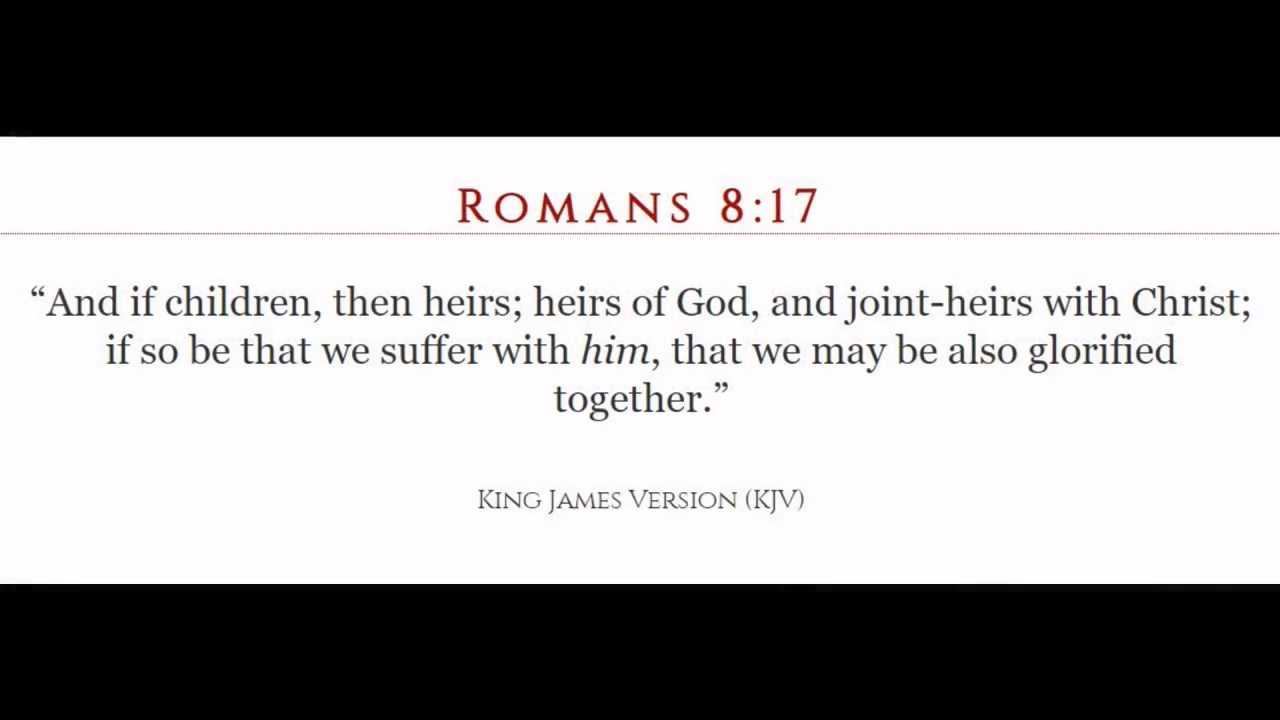 Romans 8:17
“And if children, then heirs; heirs of God, and joint-heirs with Christ;
if so be that we suffer with him, that we may be also glorified
together.”
King James Version (KJV)